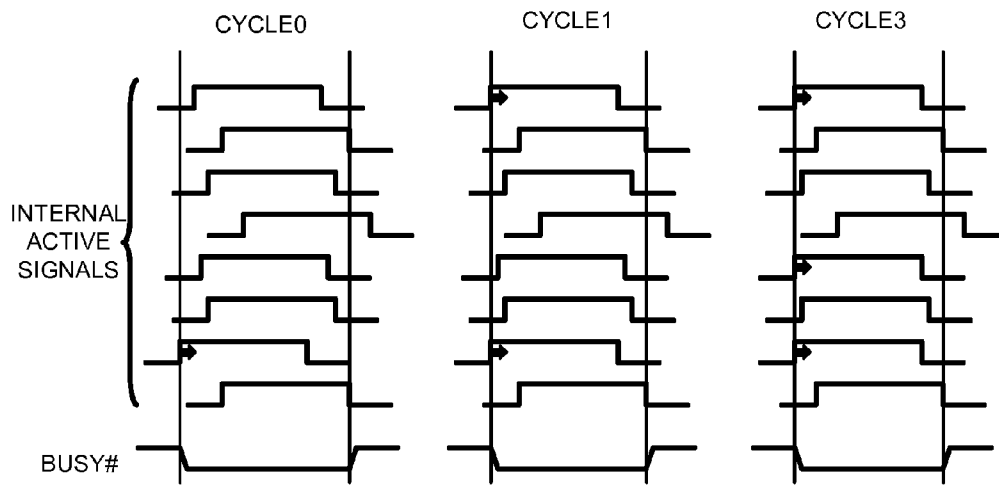 CYCLE0
CYCLE1
CYCLE3
INTERNAL
ACTIVE
SIGNALS
BUSY#